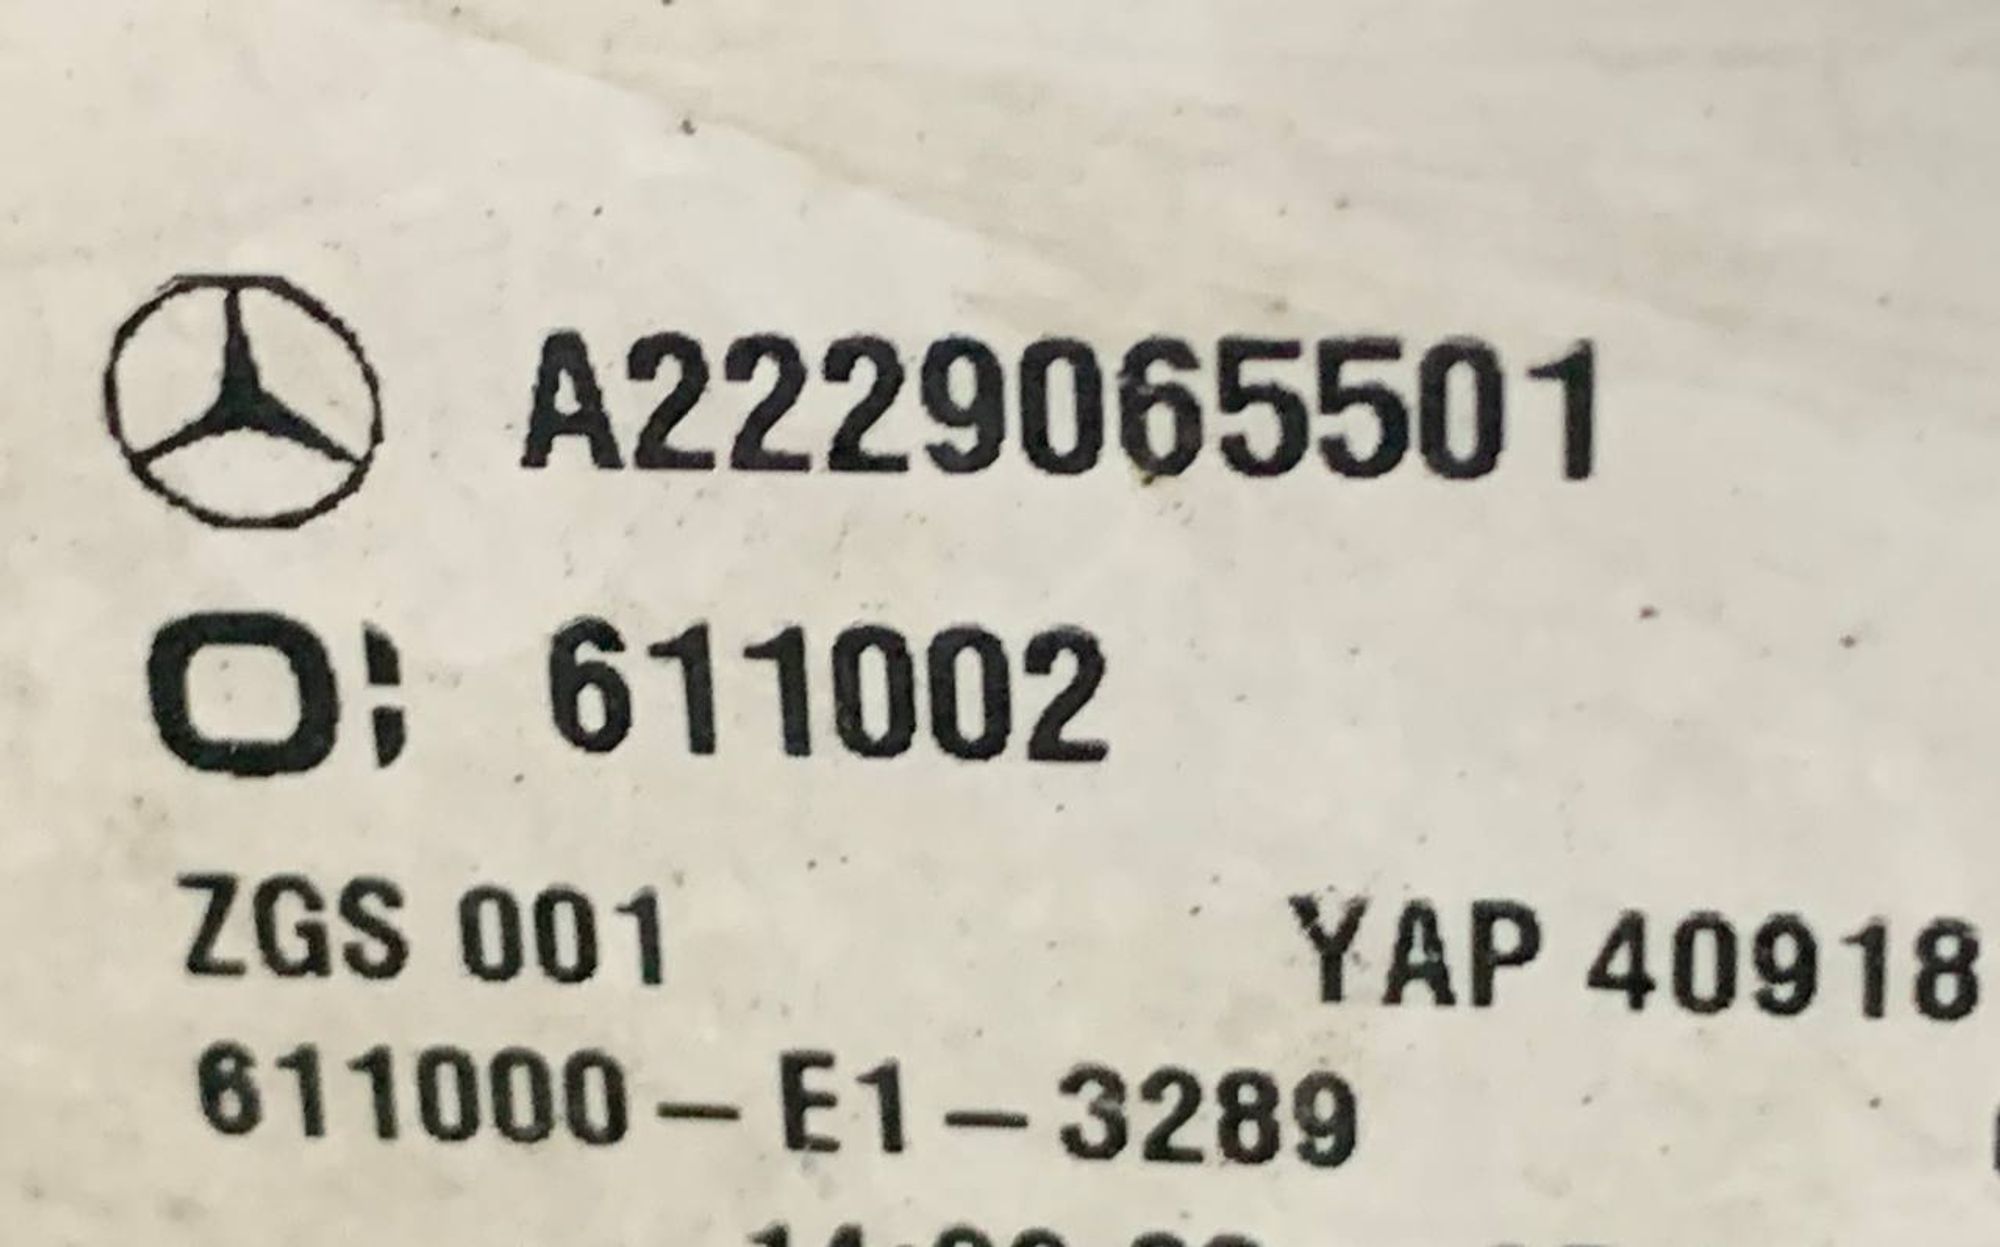 A2229065501
611002
ZGS 001 YAP 40918
611000-E1-3289